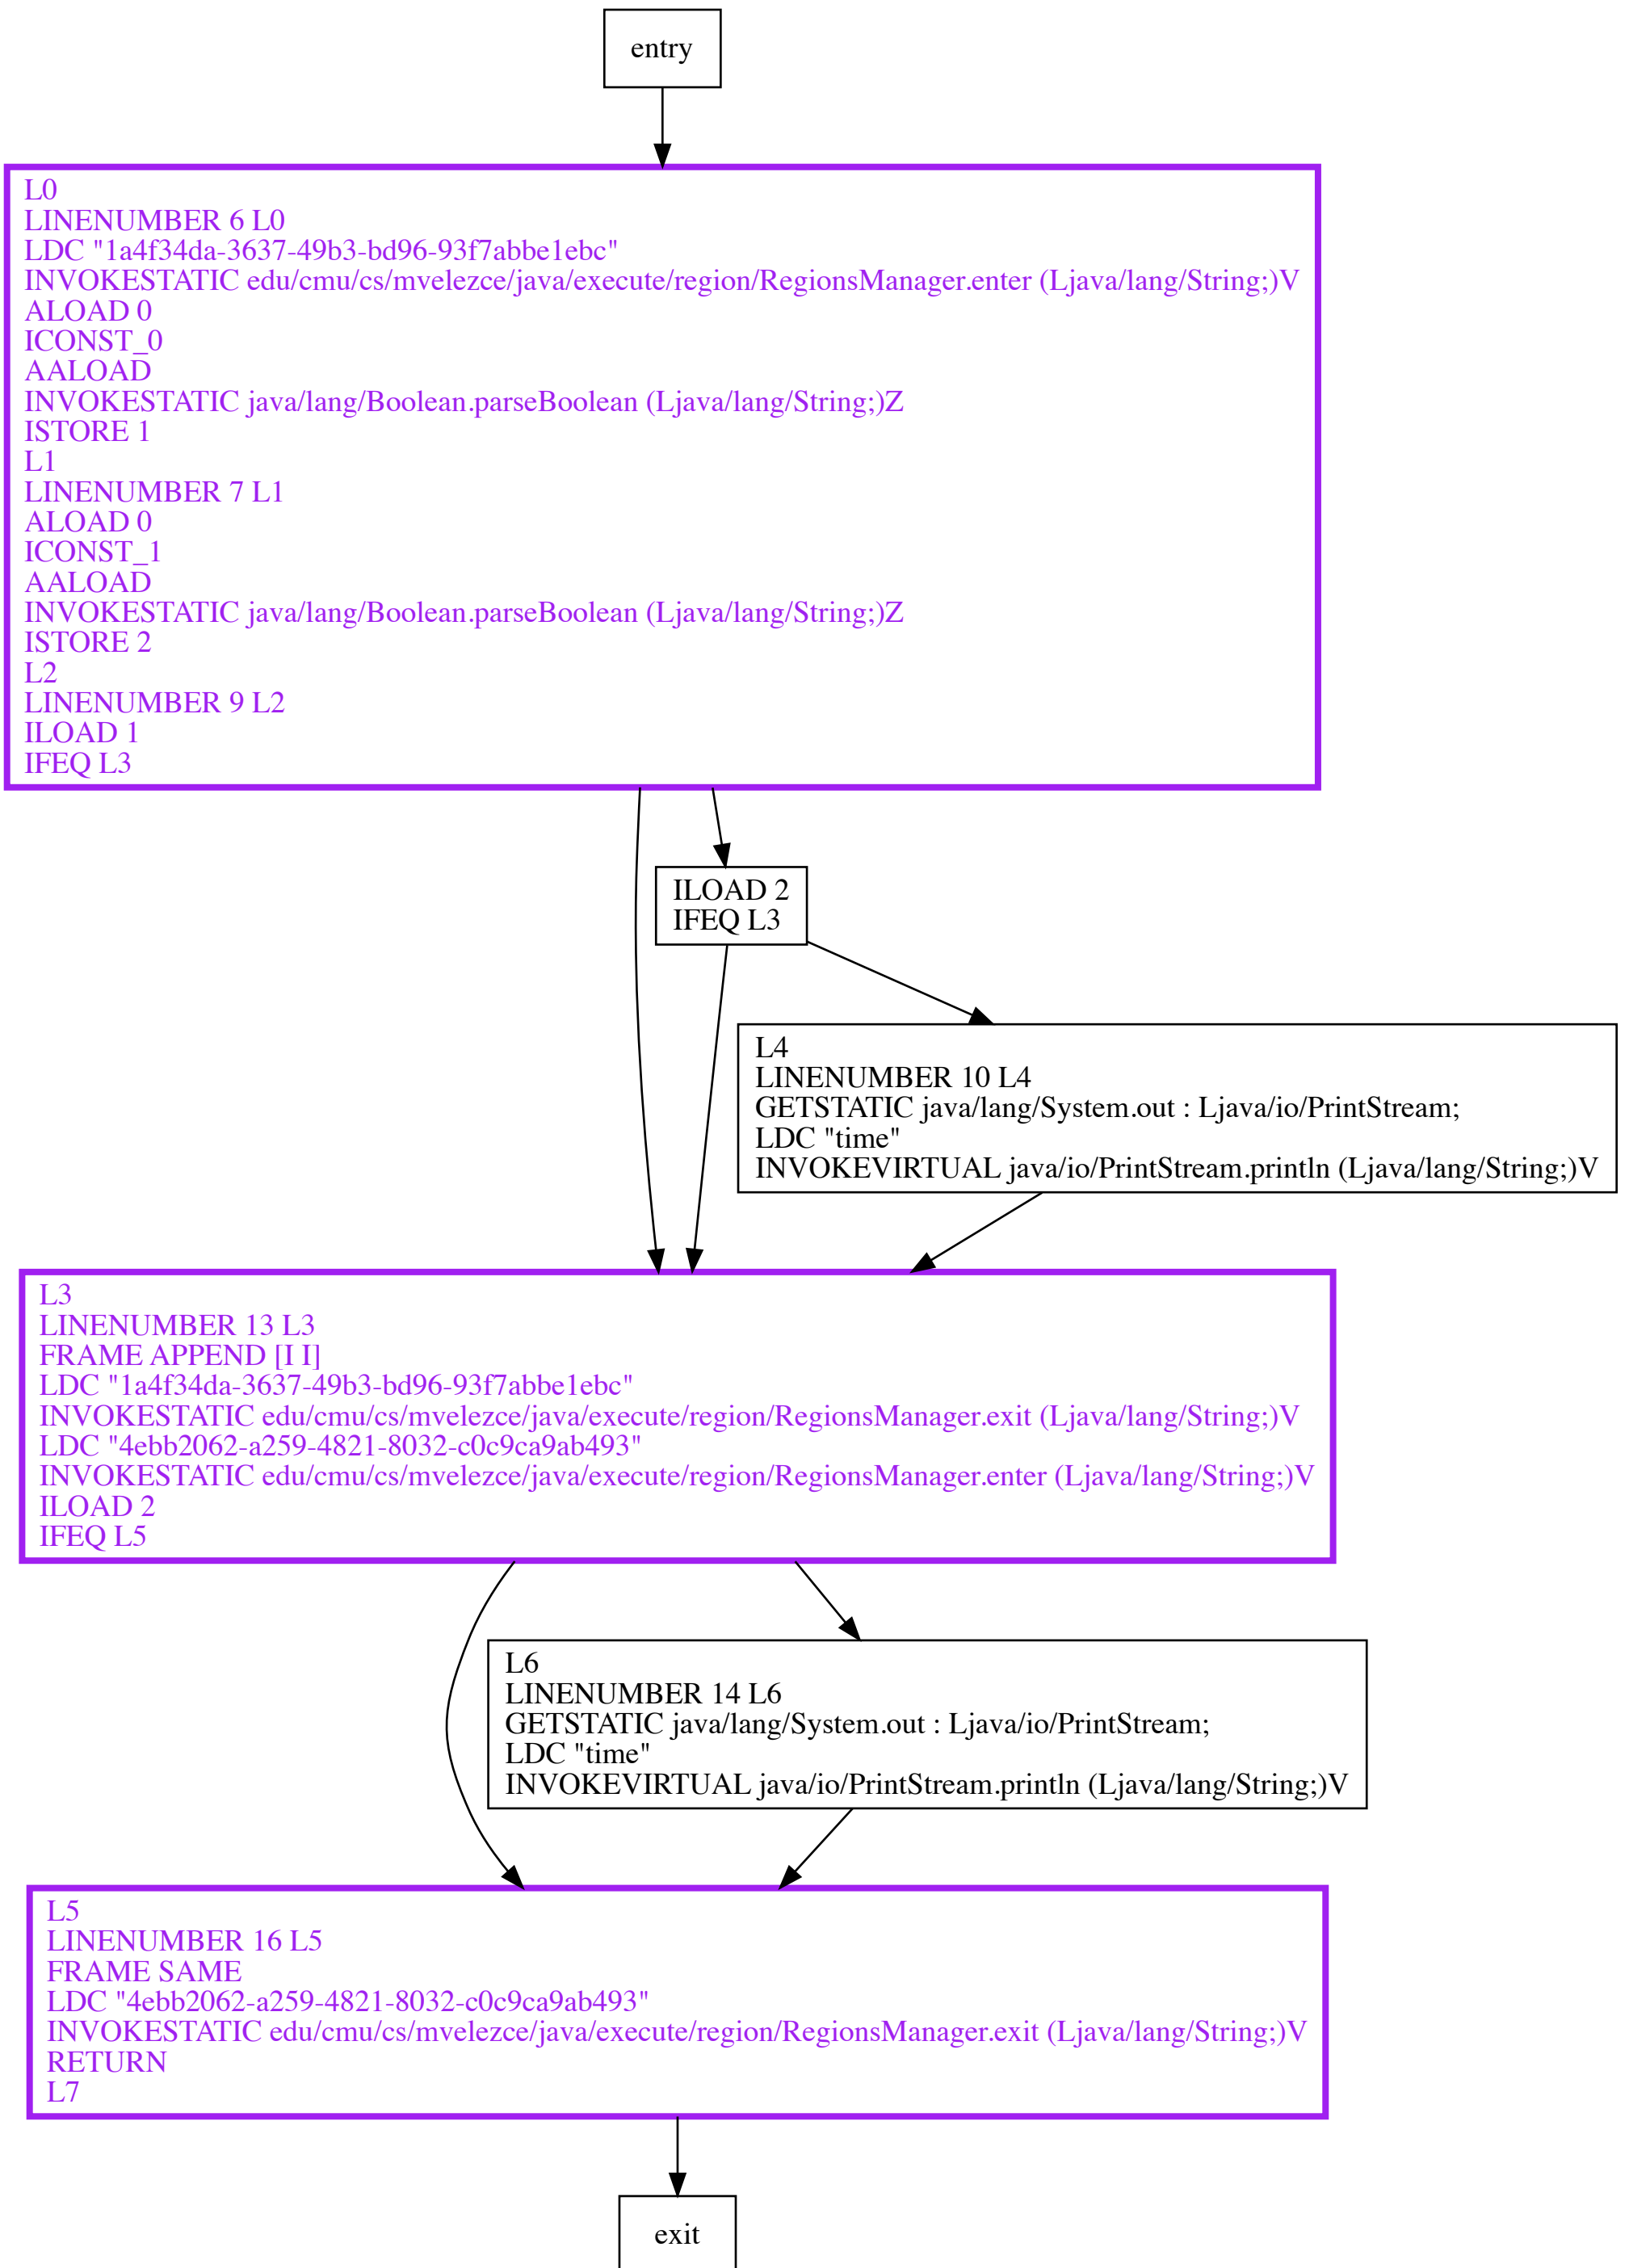 entry
L0
LINENUMBER 6 L0
LDC "1a4f34da-3637-49b3-bd96-93f7abbe1ebc"
INVOKESTATIC edu/cmu/cs/mvelezce/java/execute/region/RegionsManager.enter (Ljava/lang/String;)V
ALOAD 0
ICONST_0
AALOAD
INVOKESTATIC java/lang/Boolean.parseBoolean (Ljava/lang/String;)Z
ISTORE 1
L1
LINENUMBER 7 L1
ALOAD 0
ICONST_1
AALOAD
INVOKESTATIC java/lang/Boolean.parseBoolean (Ljava/lang/String;)Z
ISTORE 2
L2
LINENUMBER 9 L2
ILOAD 1
IFEQ L3
ILOAD 2
IFEQ L3
L4
LINENUMBER 10 L4
GETSTATIC java/lang/System.out : Ljava/io/PrintStream;
LDC "time"
INVOKEVIRTUAL java/io/PrintStream.println (Ljava/lang/String;)V
L3
LINENUMBER 13 L3
FRAME APPEND [I I]
LDC "1a4f34da-3637-49b3-bd96-93f7abbe1ebc"
INVOKESTATIC edu/cmu/cs/mvelezce/java/execute/region/RegionsManager.exit (Ljava/lang/String;)V
LDC "4ebb2062-a259-4821-8032-c0c9ca9ab493"
INVOKESTATIC edu/cmu/cs/mvelezce/java/execute/region/RegionsManager.enter (Ljava/lang/String;)V
ILOAD 2
IFEQ L5
L6
LINENUMBER 14 L6
GETSTATIC java/lang/System.out : Ljava/io/PrintStream;
LDC "time"
INVOKEVIRTUAL java/io/PrintStream.println (Ljava/lang/String;)V
L5
LINENUMBER 16 L5
FRAME SAME
LDC "4ebb2062-a259-4821-8032-c0c9ca9ab493"
INVOKESTATIC edu/cmu/cs/mvelezce/java/execute/region/RegionsManager.exit (Ljava/lang/String;)V
RETURN
L7
exit